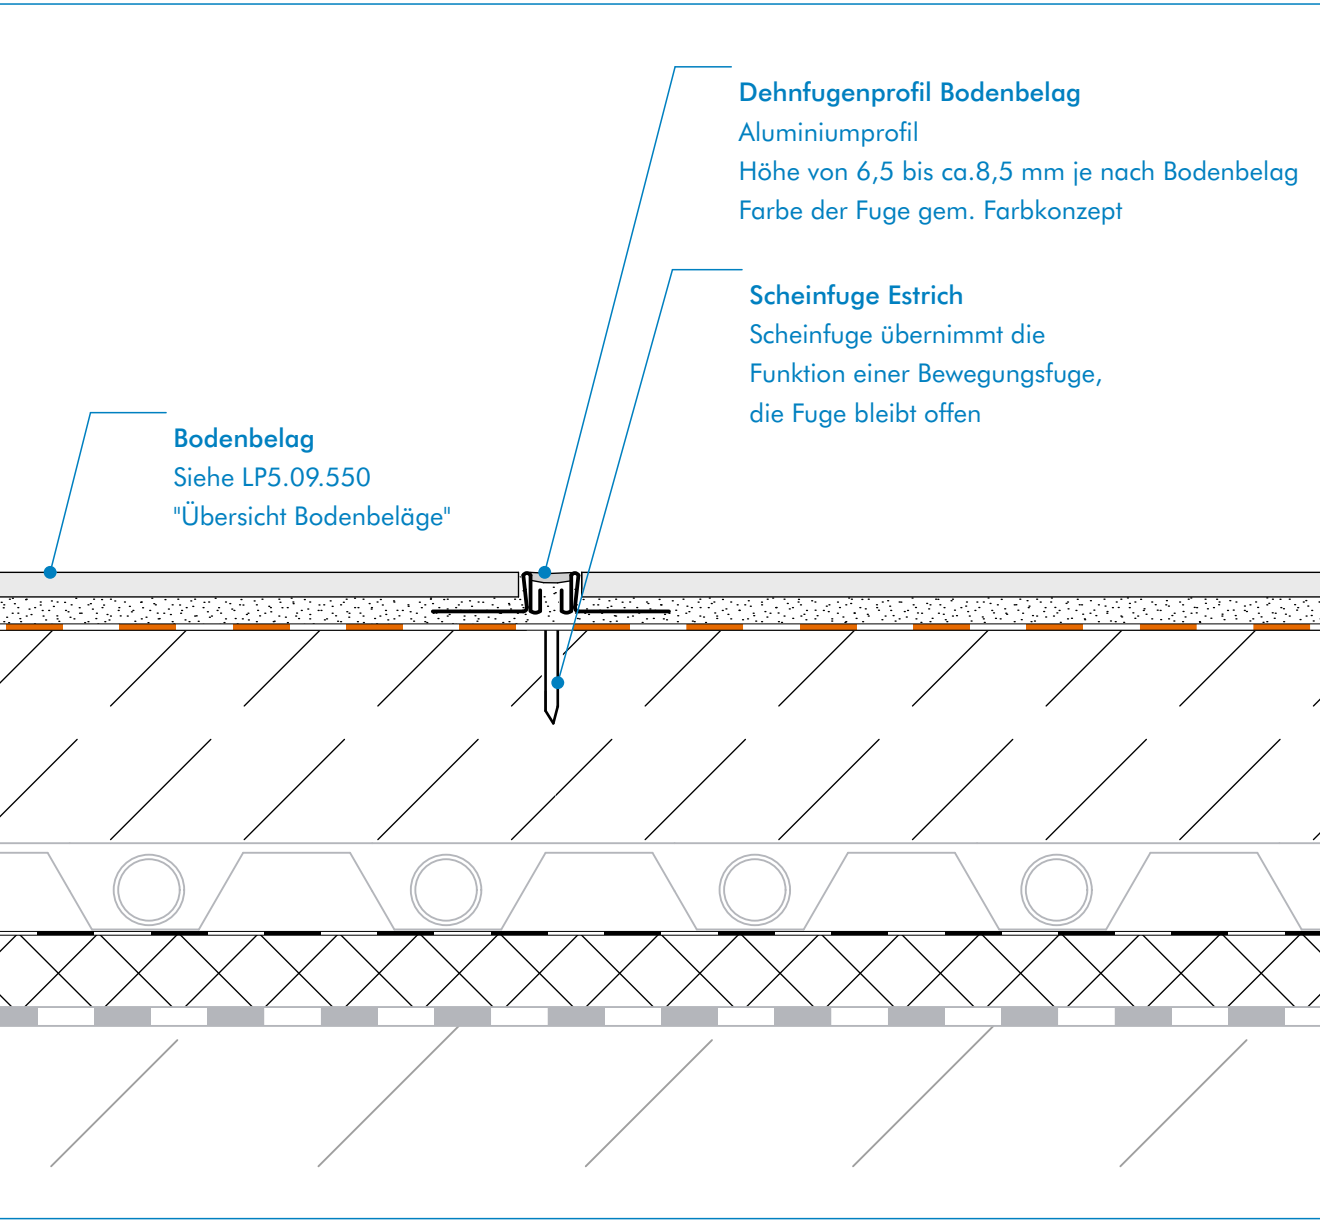 Dehnfugenprofil Bodenbelag
Aluminiumprofil
Höhe von 6,5 bis ca.8,5 mm je nach Bodenbelag
Farbe der Fuge gem. Farbkonzept
Scheinfuge Estrich
Scheinfuge übernimmt die
Funktion einer Bewegungsfuge,
die Fuge bleibt offen
Bodenbelag
Siehe LP5.09.550
"Übersicht Bodenbeläge"